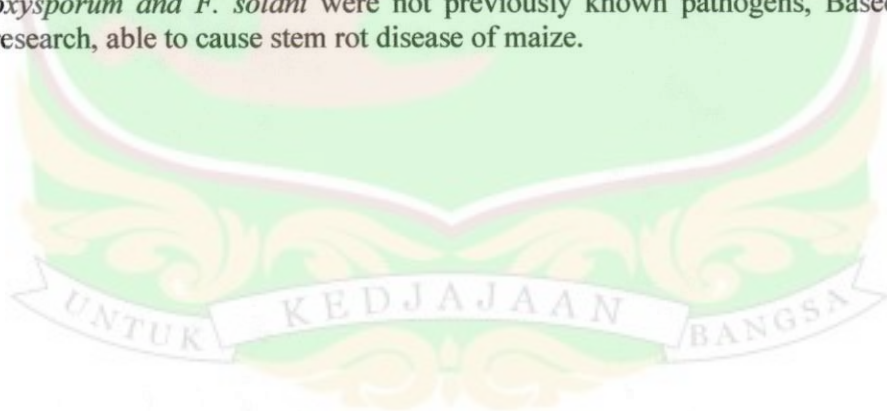 oxysporum and F. solani were not previously known pathogens, Based
esearch, able to cause stem rot disease of maize.
UNTUK KEDJAJAAN BANGSA